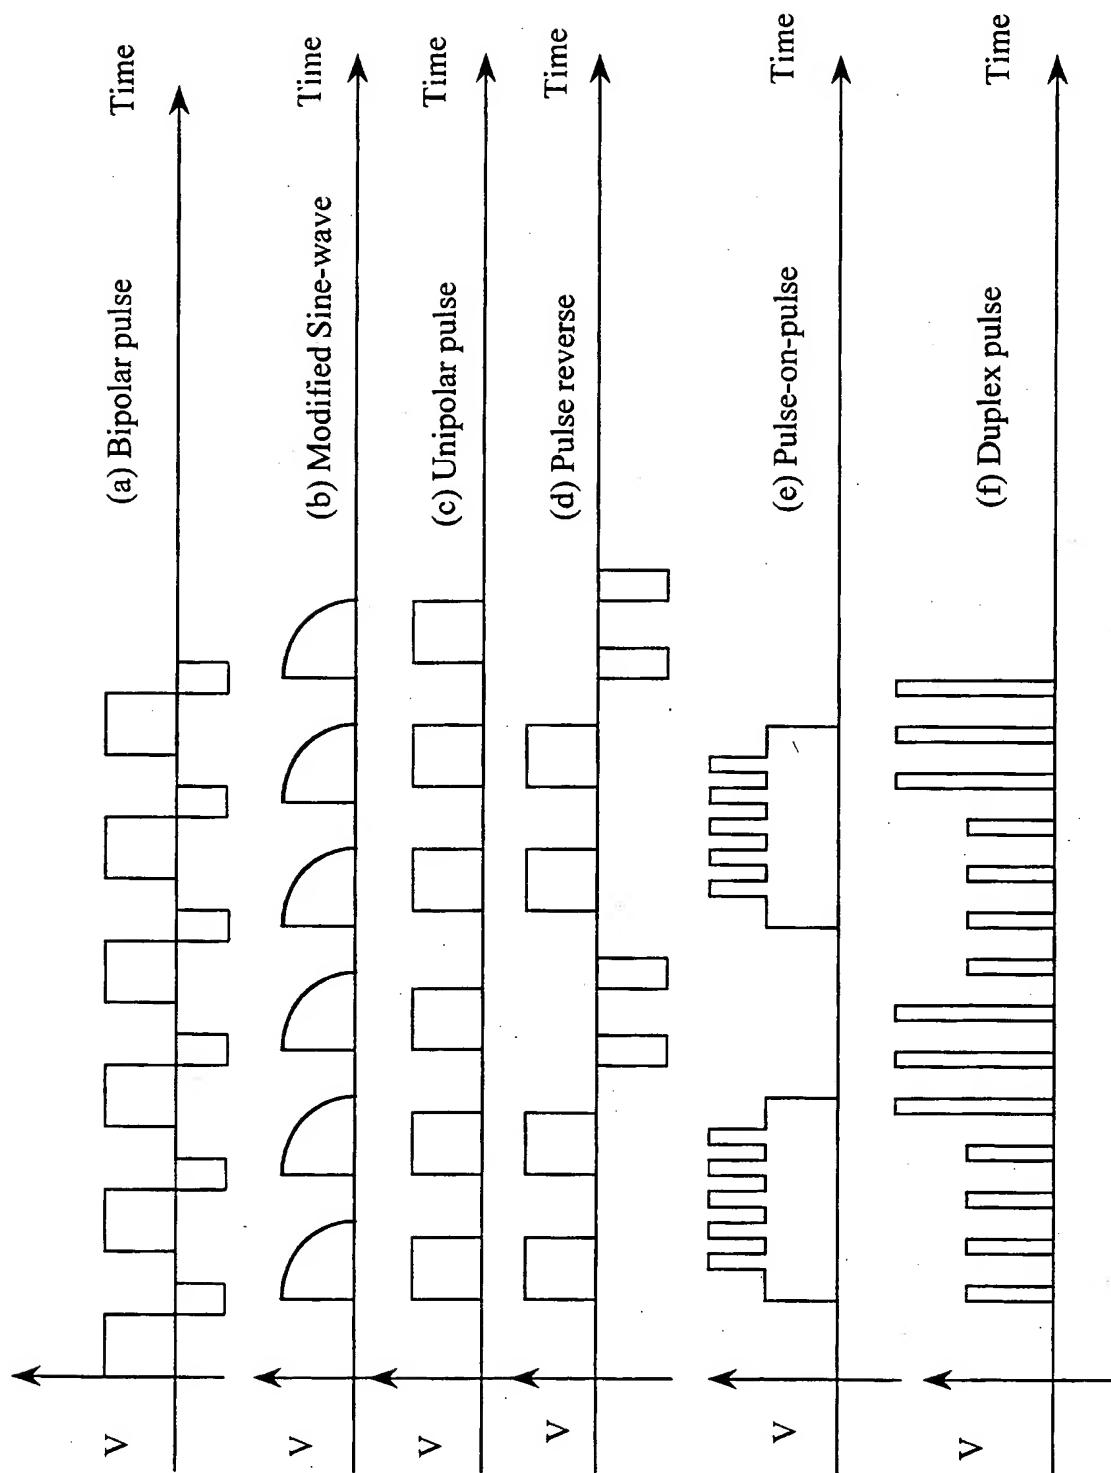 V
(a) Bipolar pulse
Time
V
(b) Modified Sine-wave
Time
V
(c) Unipolar pulse
Time
V
(d) Pulse reverse
Time
V
(e) Pulse-on-pulse
Time
V
(f) Duplex pulse
Time